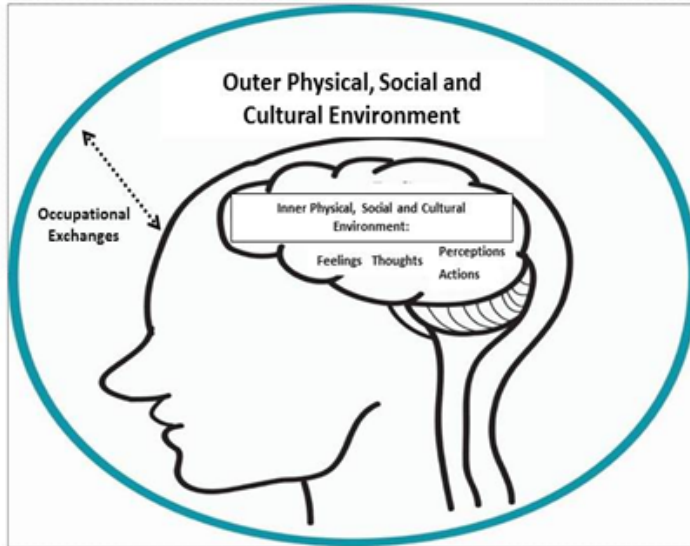 Outer Physical, Social and
Cultural Environment
Occupational
Exchanges
Inner Physical, Social and Cultural
Environment:
Feelings Thoughts Perceptions
Actions